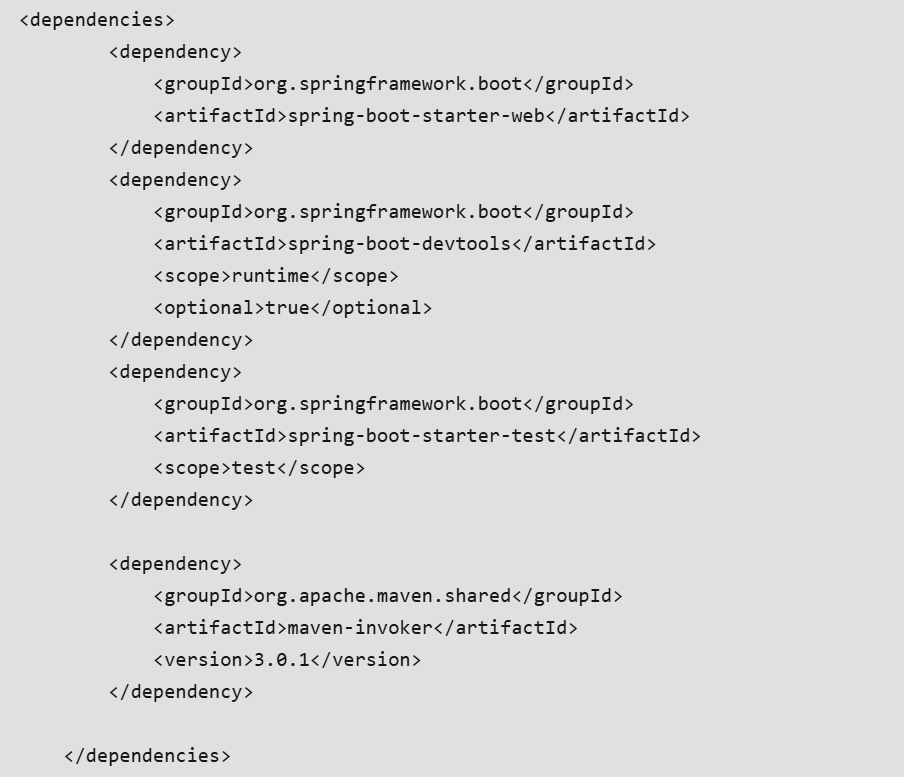 <dependencies>
<dependency>
<groupId>org.springframework.boot</groupId>
<artifactId>spring-boot-starter-web</artifactId>
</dependency>
<dependency>
<groupId>org.springframework.boot</groupId>
<artifactId>spring-boot-devtools</artifactId>
<scope>runtime</scope>
<optional>true</optional>
</dependency>
<dependency>
<groupId>org.springframework.boot</groupId>
<artifactId>spring-boot-starter-test</artifactId>
<scope>test</scope>
</dependency>
<dependency>
<groupId>org.apache.maven.shared</groupId>
<artifactId>maven-invoker</artifactId>
<version>3.0.1</version>
</dependency>
</dependencies>